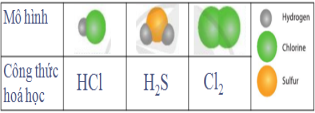 Mô hình
Hydrogen
Chlorine
Sulfur
Công thức
hoá học
HCl
H₂S
Cl₂